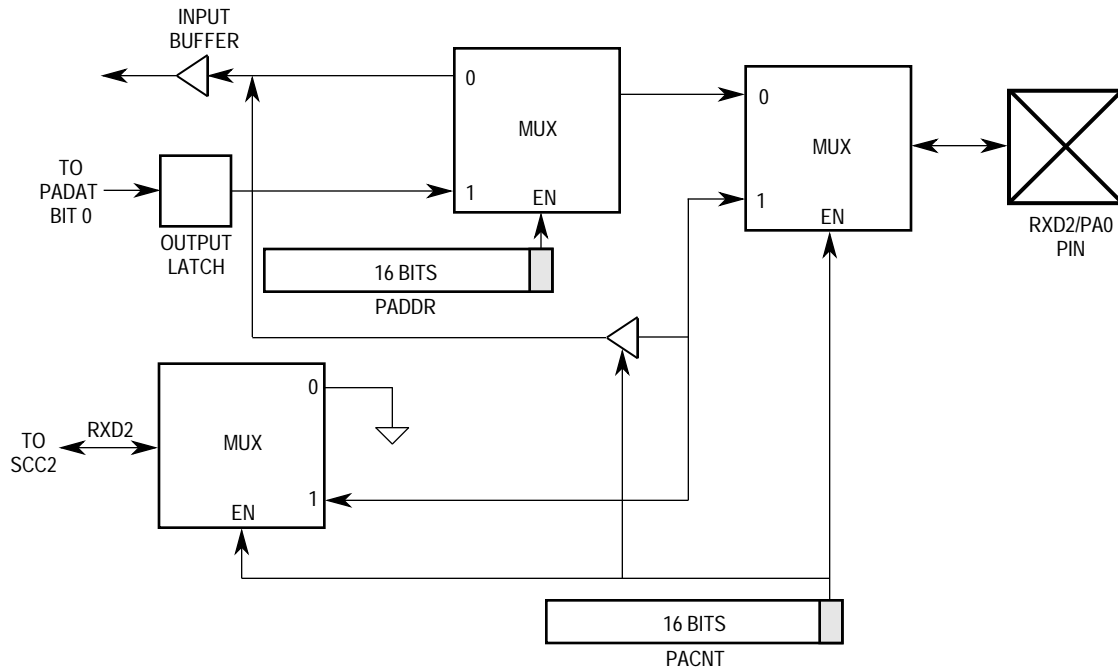 INPUT
BUFFER
0
MUX
1
EN
0
MUX
1
EN
RXD2/PA0
PIN
TO
PADAT
BIT 0
OUTPUT
LATCH
16 BITS
PADDR
0
MUX
1
EN
RXD2
TO
SCC2
16 BITS
PACNT